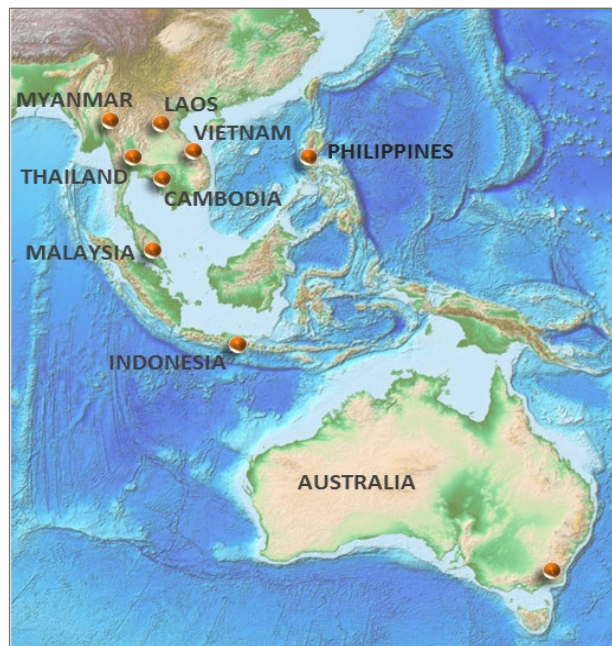 MYANMAR
LAOS
VIETNAM
PHILIPPINES
THAILAND
CAMBODIA
MALAYSIA
INDONESIA
AUSTRALIA